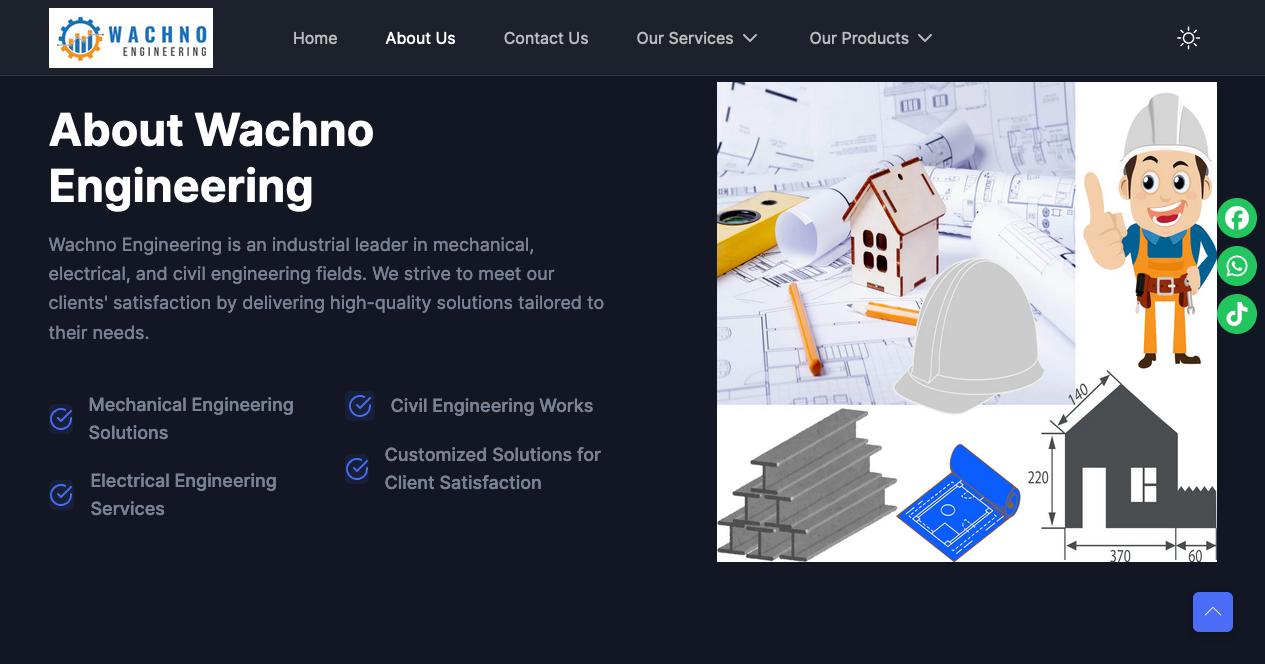 WACHNO
ENGINEERING
Home
About Us
Contact Us
Our Services
Our Products
About Wachno
Engineering
Wachno Engineering is an industrial leader in mechanical,
electrical, and civil engineering fields. We strive to meet our
clients' satisfaction by delivering high-quality solutions tailored to
their needs.
Mechanical Engineering
Solutions
Electrical Engineering
Services
Civil Engineering Works
Customized Solutions for
Client Satisfaction
140
220
370
60